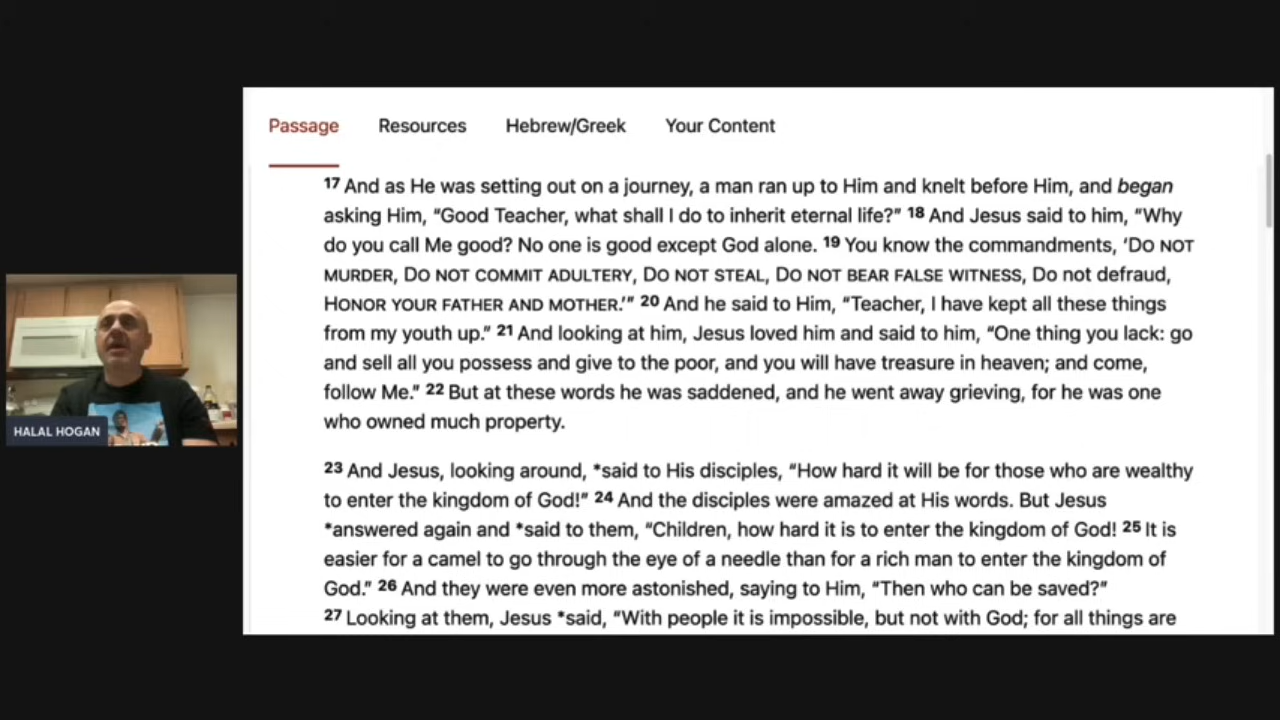 Passage Resources Hebrew/Greek Your Content
17 And as He was setting out on a journey, a man ran up to Him and knelt before Him, and began
asking Him, “Good Teacher, what shall I do to inherit eternal life?” 18 And Jesus said to him, “Why
do you call Me good? No one is good except God alone. 19 You know the commandments, ‘DO NOT
MURDER, DO NOT COMMIT ADULTERY, DO NOT STEAL, DO NOT BEAR FALSE WITNESS, Do not defraud,
HONOR YOUR FATHER AND MOTHER.’” 20 And he said to Him, “Teacher, I have kept all these things
from my youth up.” 21 And looking at him, Jesus loved him and said to him, “One thing you lack: go
and sell all you possess and give to the poor, and you will have treasure in heaven; and come,
follow Me.” 22 But at these words he was saddened, and he went away grieving, for he was one
who owned much property.
23 And Jesus, looking around, *said to His disciples, “How hard it will be for those who are wealthy
to enter the kingdom of God!” 24 And the disciples were amazed at His words. But Jesus
*answered again and *said to them, “Children, how hard it is to enter the kingdom of God! 25 It is
easier for a camel to go through the eye of a needle than for a rich man to enter the kingdom of
God.” 26 And they were even more astonished, saying to Him, “Then who can be saved?”
27 Looking at them, Jesus *said, “With people it is impossible, but not with God; for all things are
HALAL HOGAN